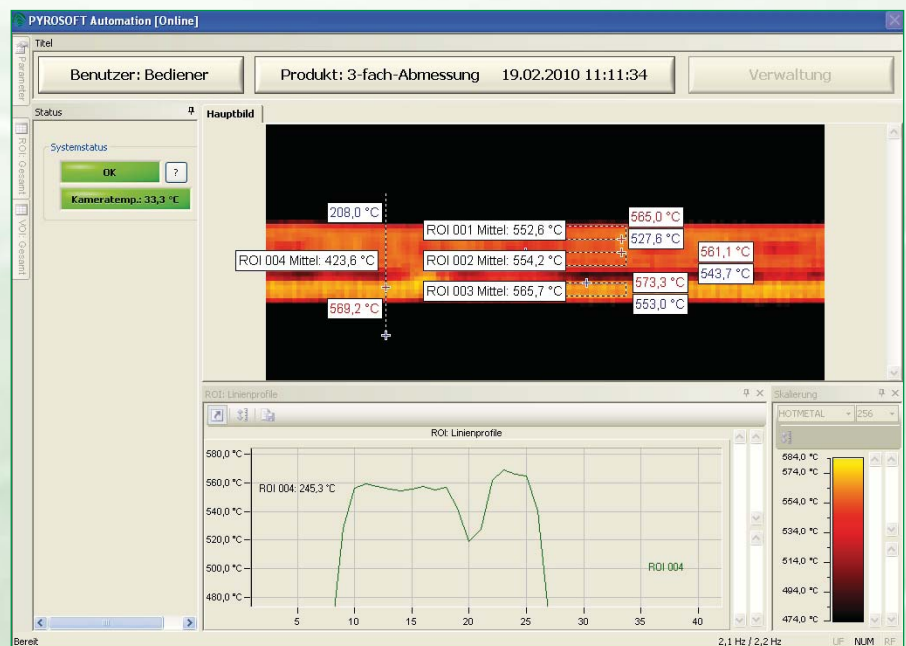 PYROSOFT Automation [Online]
Titel
Benutzer: Bediener
Produkt: 3-fach-Abmessung 19.02.2010 11:11:34
Verwaltung
Parameter
ROI: Gesamt
VOI: Gesamt
Status
Systemstatus
OK
?
Kameratemp.: 33,3 °C
Hauptbild
208,0 °C
ROI 004 Mittel: 423,6 °C
569,2 °C
ROI 001 Mittel: 552,6 °C
ROI 002 Mittel: 554,2 °C
ROI 003 Mittel: 565,7 °C
565,0 °C
527,6 °C
561,1 °C
543,7 °C
573,3 °C
553,0 °C
ROI: Linienprofile
ROI: Linienprofile
580,0 °C
560,0 °C
540,0 °C
520,0 °C
500,0 °C
480,0 °C
ROI 004: 245,3 °C
ROI 004
5 10 15 20 25 30 35 40
Skalierung
HOTMETAL 256
584,0 °C
574,0 °C
554,0 °C
534,0 °C
514,0 °C
494,0 °C
474,0 °C
Bereit
2,1 Hz / 2,2 Hz UF NUM RF